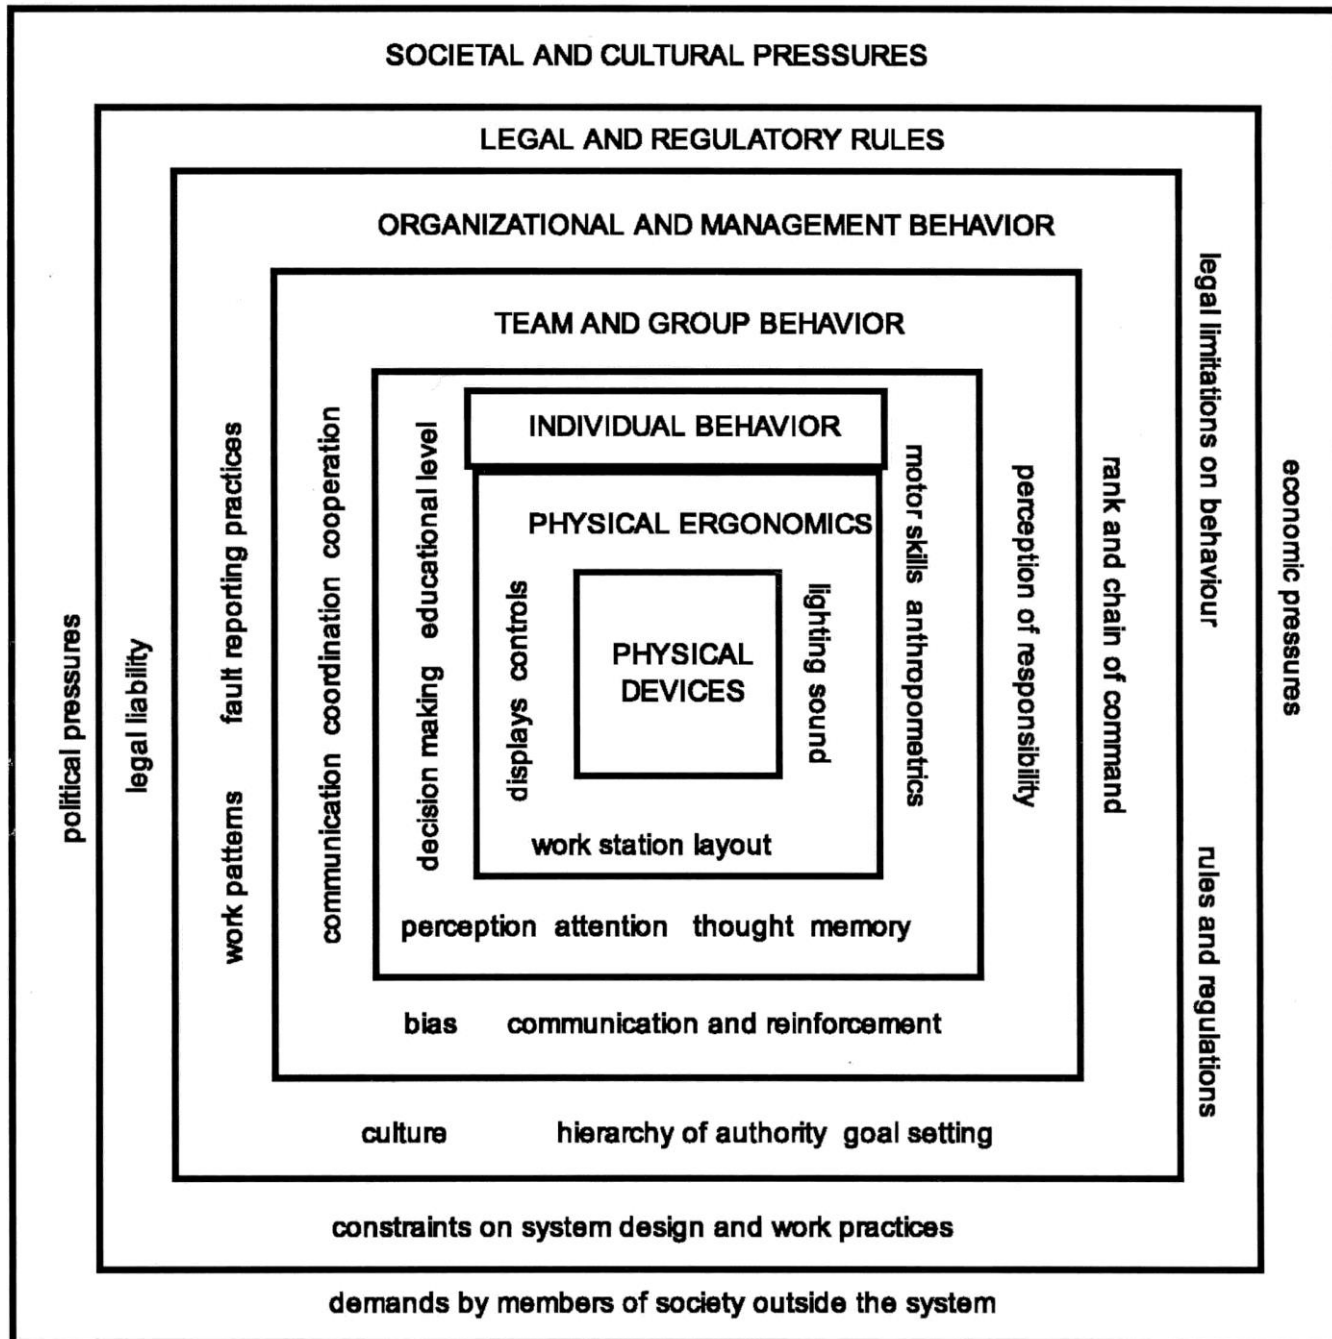 SOCIETAL AND CULTURAL PRESSURES
LEGAL AND REGULATORY RULES
ORGANIZATIONAL AND MANAGEMENT BEHAVIOR
TEAM AND GROUP BEHAVIOR
INDIVIDUAL BEHAVIOR
PHYSICAL ERGONOMICS
PHYSICAL
DEVICES
political pressures
legal liability
work patterns fault reporting practices
communication coordination cooperation
decision making educational level
displays controls
lighting sound
motor skills anthropometrics
perception of responsibility
rank and chain of command
legal limitations on behaviour
rules and regulations
economic pressures
work station layout
perception attention thought memory
bias communication and reinforcement
culture hierarchy of authority goal setting
constraints on system design and work practices
demands by members of society outside the system